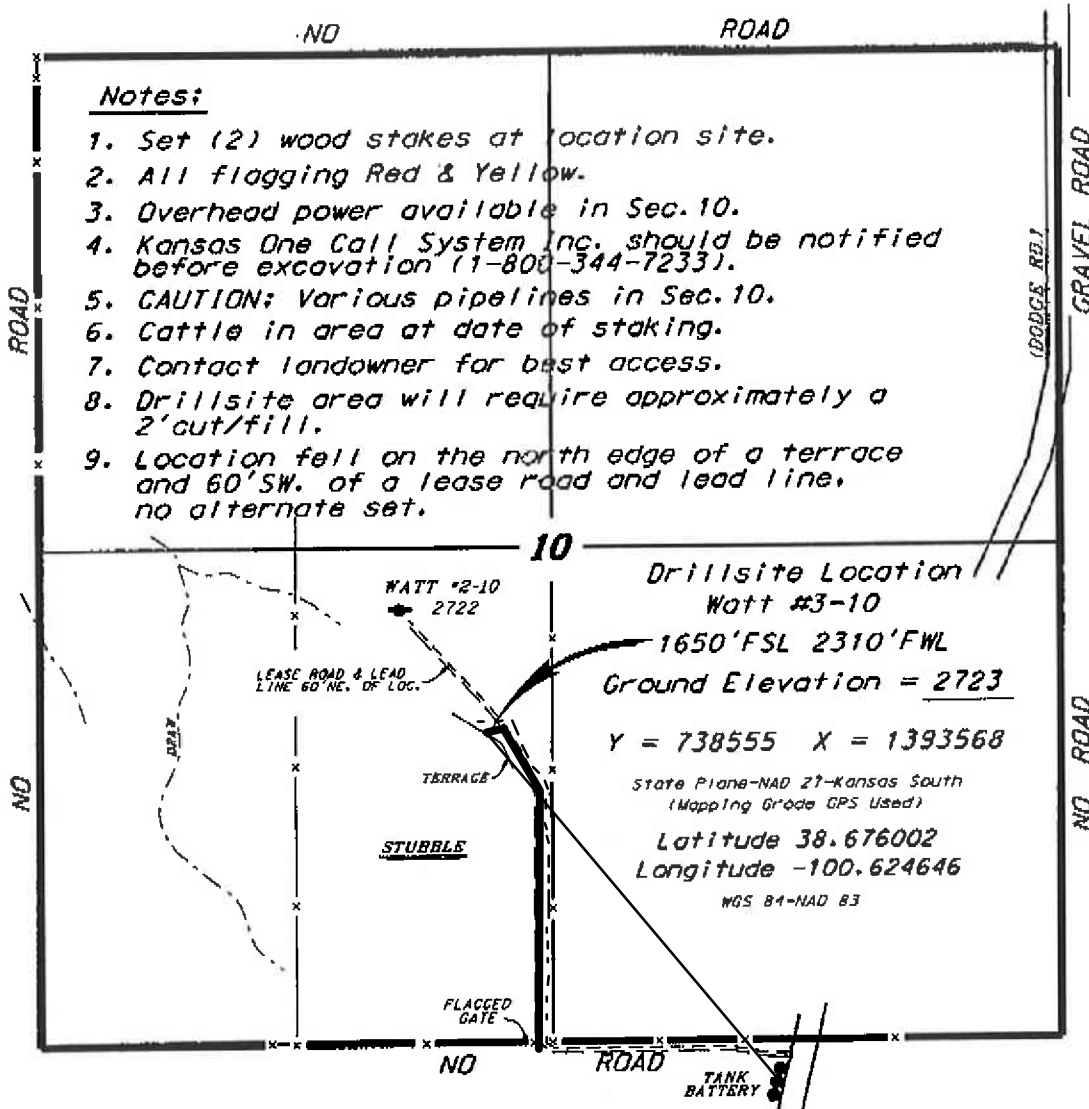 NO ROAD
Notes:
1. Set (2) wood stakes at location site.
2. All flagging Red & Yellow.
3. Overhead power available in Sec. 10.
4. Kansas One Call System Inc. should be notified
before excavation (1-800-344-7233).
5. CAUTION: Various pipelines in Sec. 10.
6. Cattle in area at date of staking.
7. Contact landowner for best access.
8. Drillsite area will require approximately a
2' cut/fill.
9. Location fell on the north edge of a terrace
and 60' SW. of a lease road and lead line.
no alternate set.
ROAD
NO
(DODGE RD.)
GRAVEL ROAD
NO ROAD
10
WATT #2-10
2722
LEASE ROAD & LEAD
LINE 60' NE. OF LOC.
DRAW
TERRACE
STUBBLE
Drillsite Location
Watt #3-10
1650' FSL 2310' FWL
Ground Elevation = 2723
Y = 738555 X = 1393568
State Plane-NAD 27-Kansas South
(Mapping Grade GPS Used)
Latitude 38.676002
Longitude -100.624646
WGS 84-NAD 83
FLAGGED
GATE
NO ROAD
TANK
BATTERY